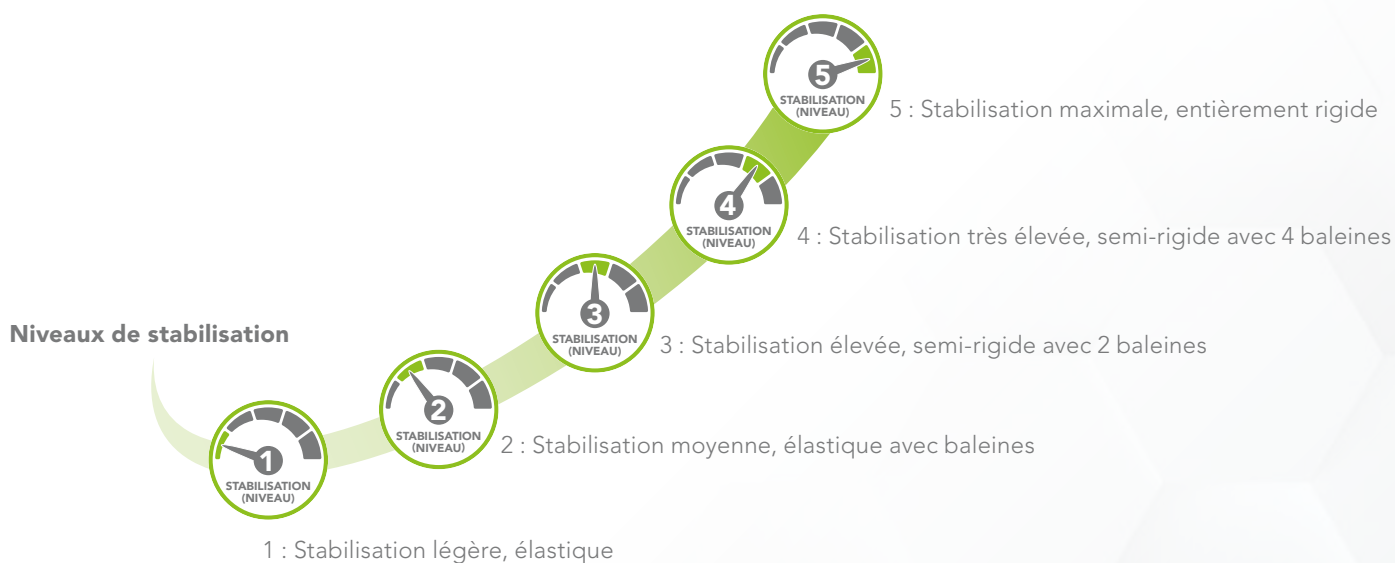 5
STABILISATION
(NIVEAU)
5 : Stabilisation maximale, entièrement rigide
4
STABILISATION
(NIVEAU)
4 : Stabilisation très élevée, semi-rigide avec 4 baleines
3
STABILISATION
(NIVEAU)
3 : Stabilisation élevée, semi-rigide avec 2 baleines
Niveaux de stabilisation
2
STABILISATION
(NIVEAU)
2 : Stabilisation moyenne, élastique avec baleines
1
STABILISATION
(NIVEAU)
1 : Stabilisation légère, élastique